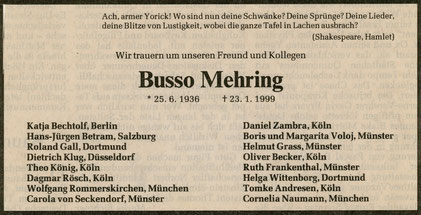 Ach, armer Yorick! Wo sind nun deine Schwänke? Deine Sprünge? Deine Lieder,
deine Blitze von Lustigkeit, wobei die ganze Tafel in Lachen ausbrach?
(Shakespeare, Hamlet)
Wir trauern um unseren Freund und Kollegen
Busso Mehring
* 25. 6. 1936 † 23. 1. 1999
Katja Bechtolf, Berlin
Hans-Jürgen Betram, Salzburg
Roland Gall, Dortmund
Dietrich Klug, Düsseldorf
Theo König, Köln
Dagmar Rösch, Köln
Wolfgang Rommerskirchen, München
Carola von Seckendorf, Münster
Daniel Zambra, Köln
Boris und Margarita Voloj, Münster
Helmut Grass, Münster
Oliver Becker, Köln
Ruth Frankenthal, Münster
Helga Wittenborg, Dortmund
Tomke Andresen, Köln
Cornelia Naumann, München